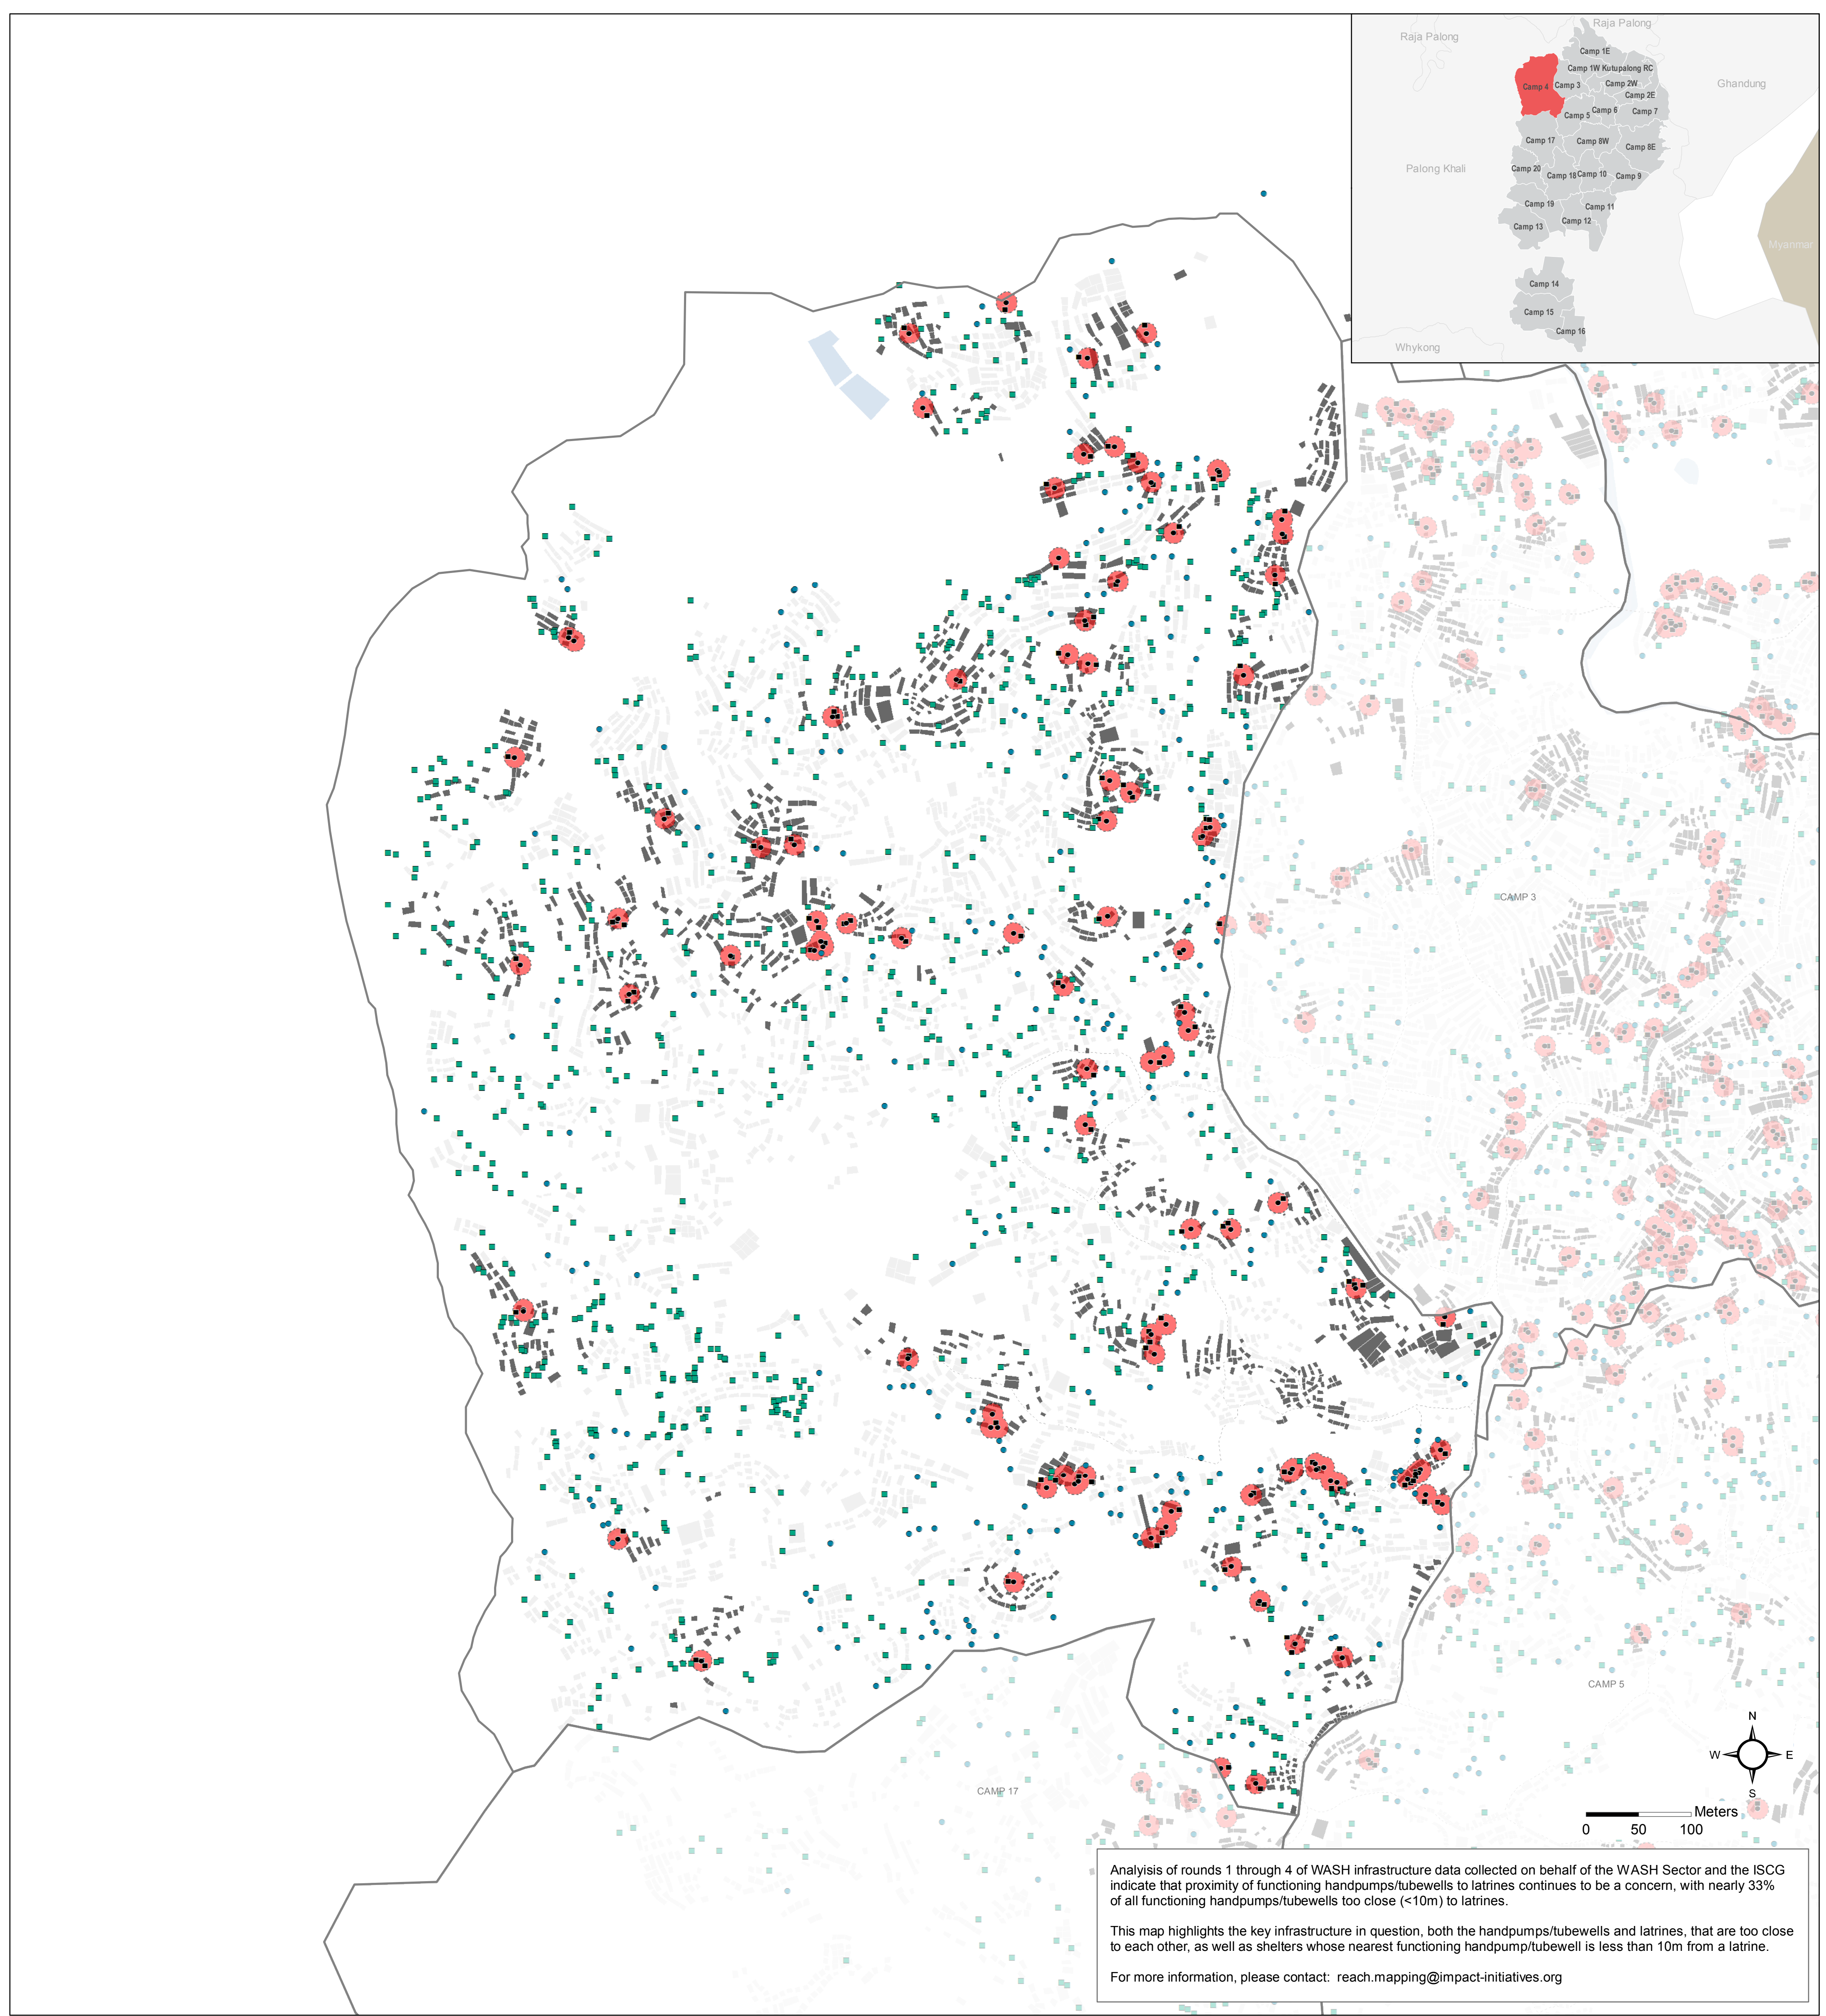 Raja Palong
Raja Palong
Camp 1E
Camp 1W
Kutupalong RC
Ghandung
Camp 4
Camp 3
Camp 2W
Camp 2E
Camp 5
Camp 6
Camp 7
Camp 17
Camp 8W
Camp 8E
Palong Khali
Camp 20
Camp 18
Camp 10
Camp 9
Camp 19
Camp 11
Camp 13
Camp 12
Myanmar
Camp 14
Camp 15
Camp 16
Whykong
CAMP 3
CAMP 5
CAMP 17
N
W
E
S
Meters
0
50
100
Analyisis of rounds 1 through 4 of WASH infrastructure data collected on behalf of the WASH Sector and the ISCG
indicate that proximity of functioning handpumps/tubewells to latrines continues to be a concern, with nearly 33%
of all functioning handpumps/tubewells too close (<10m) to latrines.
This map highlights the key infrastructure in question, both the handpumps/tubewells and latrines, that are too close
to each other, as well as shelters whose nearest functioning handpump/tubewell is less than 10m from a latrine.
For more information, please contact: reach.mapping@impact-initiatives.org